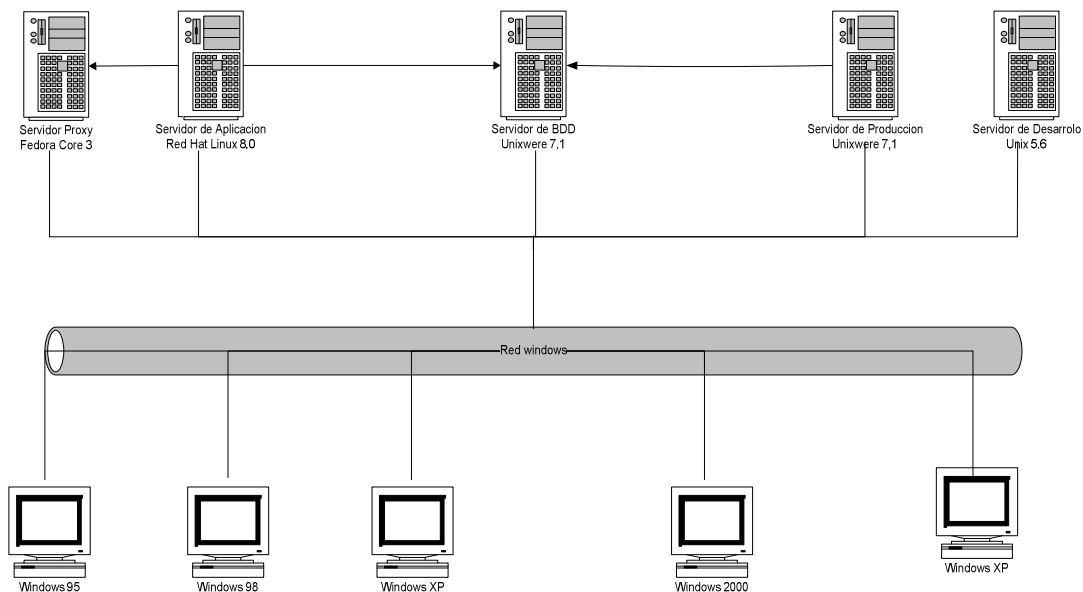 Servidor Proxy
Fedora Core 3
Servidor de Aplicacion
Red Hat Linux 8.0
Servidor de BDD
Unixwere 7.1
Servidor de Produccion
Unixwere 7.1
Servidor de Desarrolo
Unix 5.6
Red windows
Windows 95
Windows 98
Windows XP
Windows 2000
Windows XP